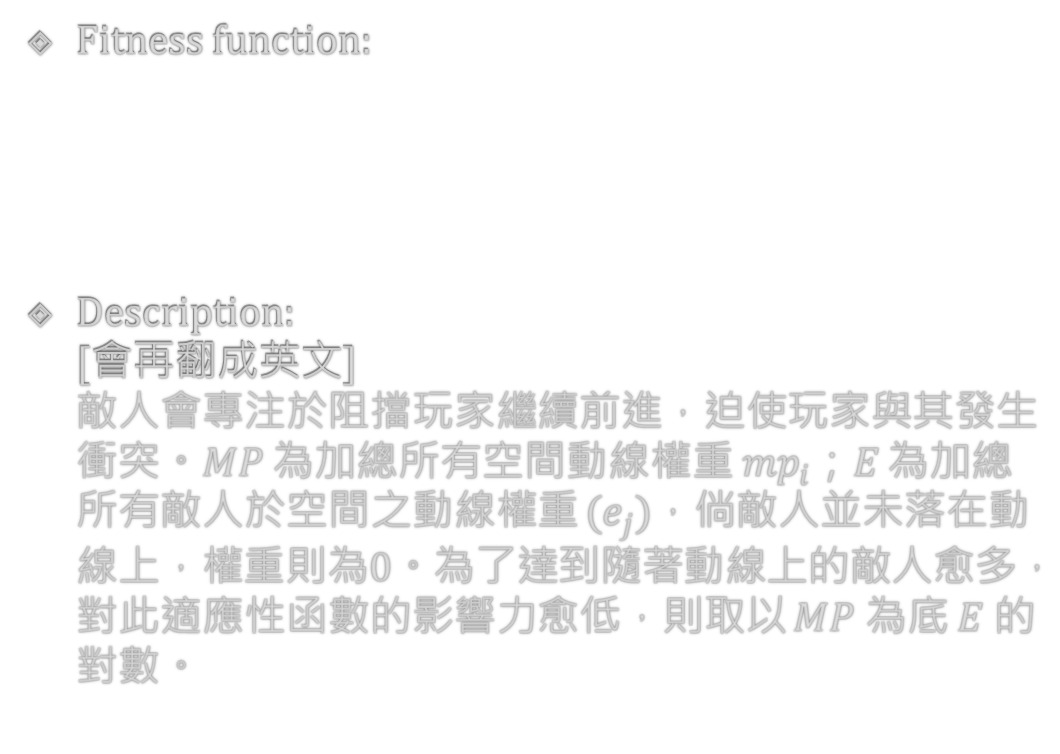 Fitness function:
Description:
[會再翻成英文]
敵人會專注於阻擋玩家繼續前進，迫使玩家與其發生
衝突。MP 為加總所有空間動線權重 mp_i；E 為加總
所有敵人於空間之動線權重 (e_j)，倘敵人並未落在動
線上，權重則為0。為了達到隨著動線上的敵人愈多，
對此適應性函數的影響力愈低，則取以 MP 為底 E 的
對數。